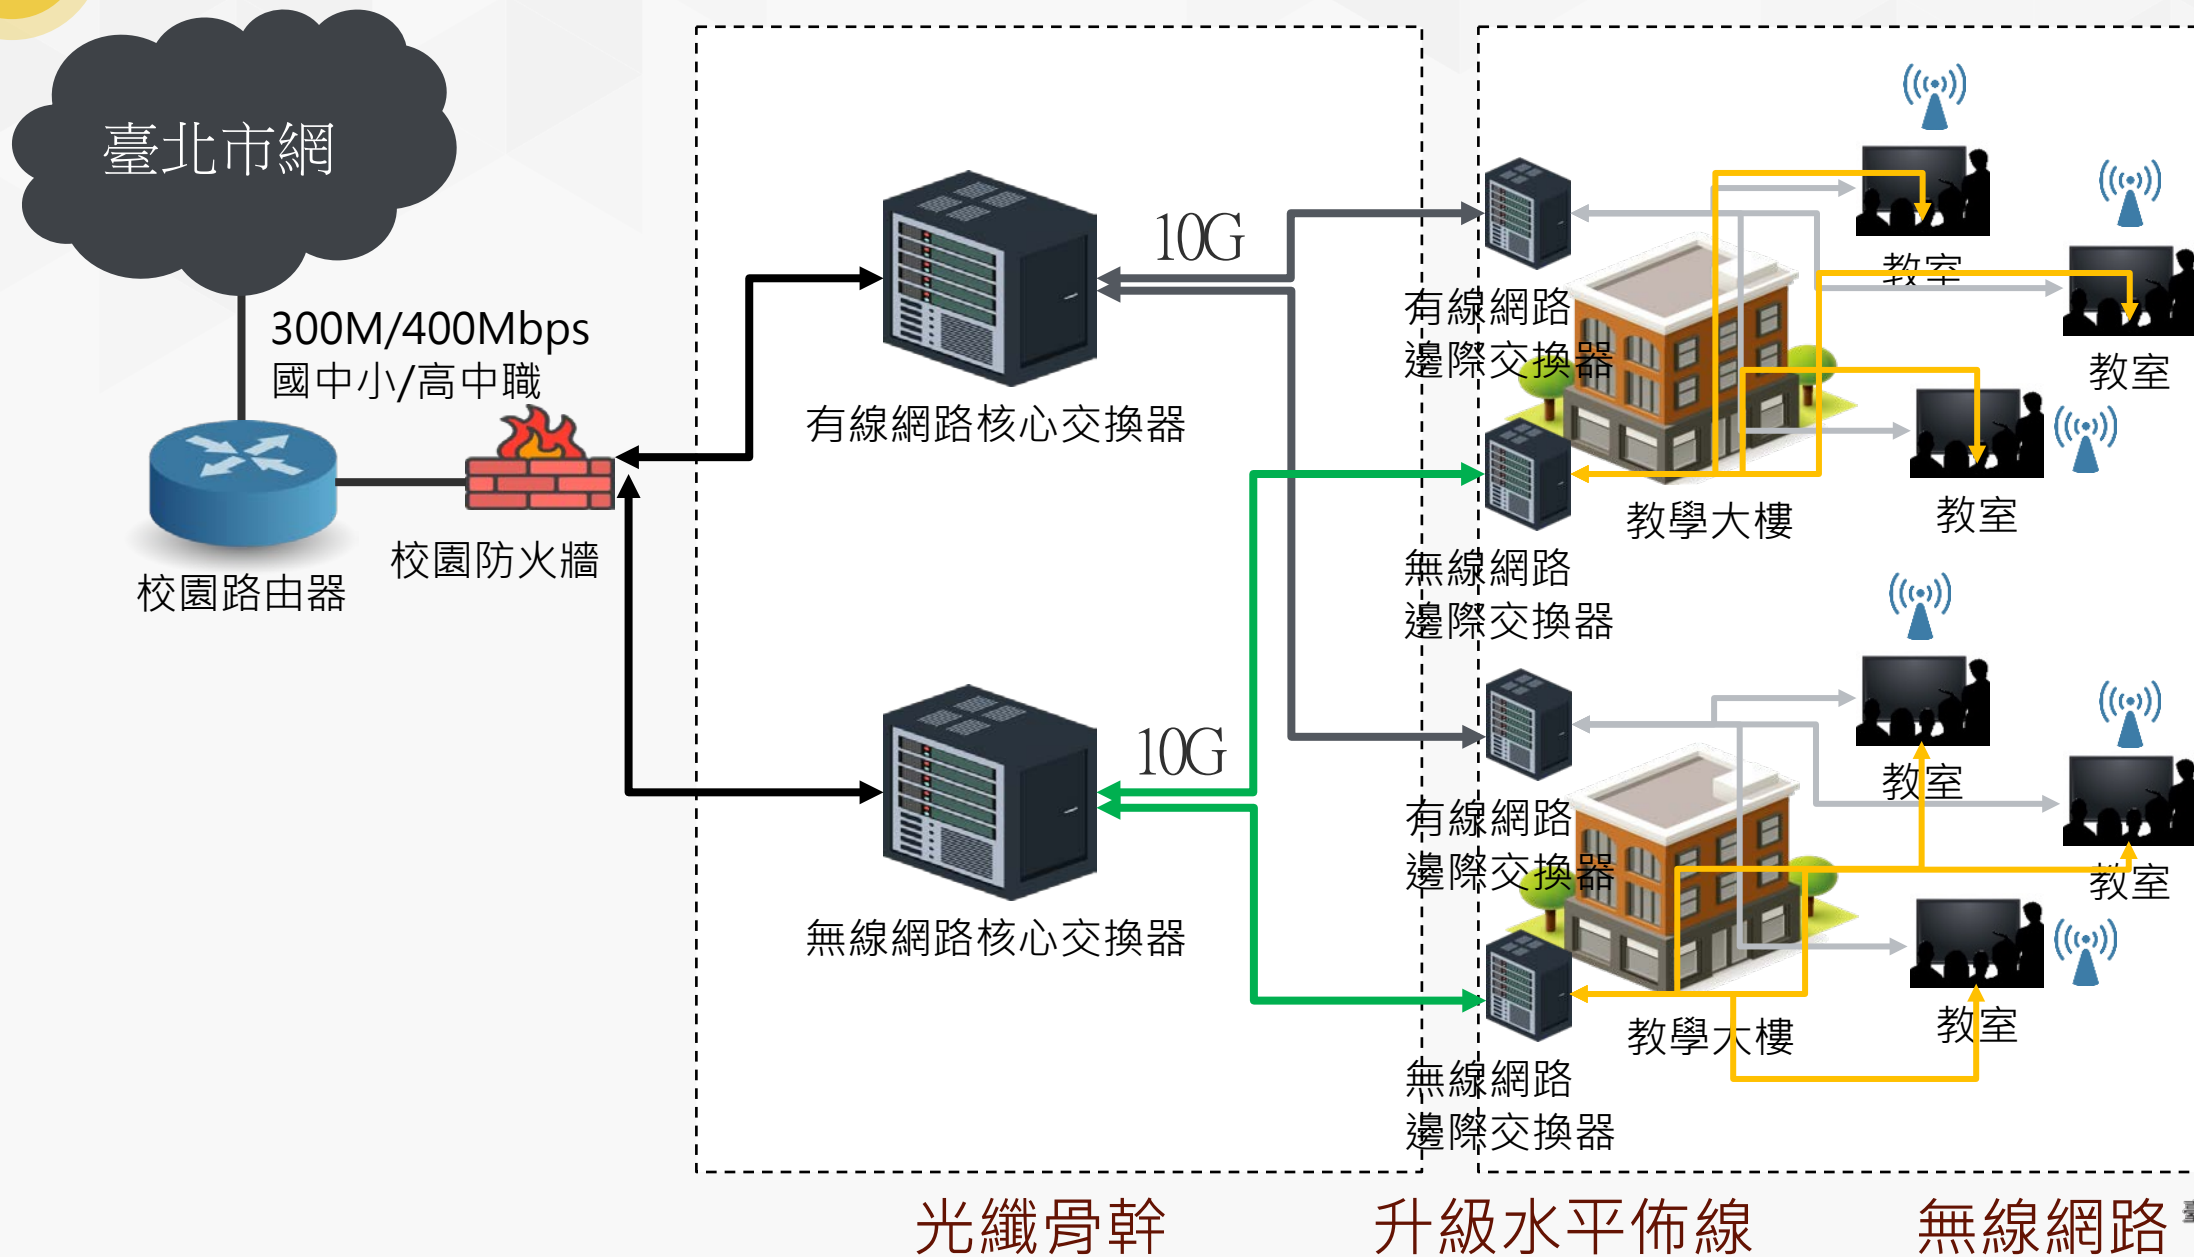 臺北市網
300M/400Mbps
國中小/高中職
校園路由器
校園防火牆
10G
有線網路核心交換器
10G
無線網路核心交換器
有線網路
邊際交換器
無線網路
邊際交換器
教學大樓
教室
教室
教室
有線網路
邊際交換器
無線網路
邊際交換器
教學大樓
教室
教室
教室
光纖骨幹
升級水平佈線
無線網路